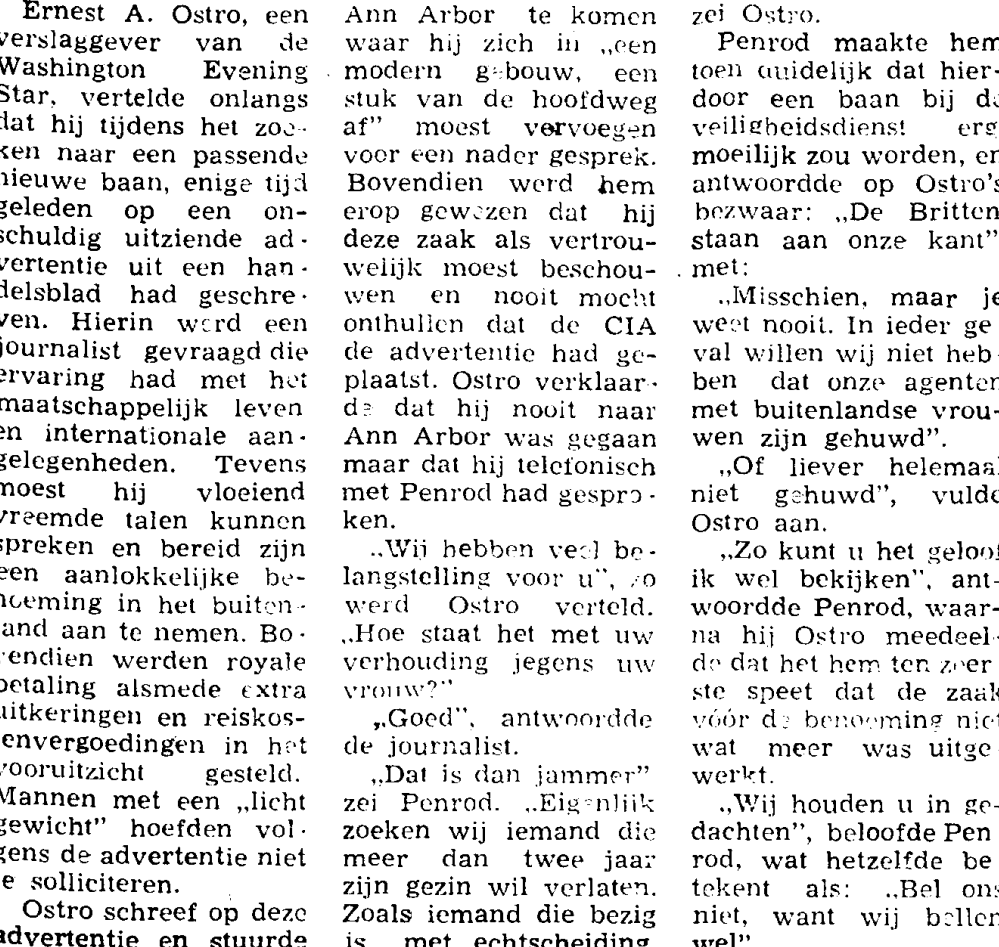 Ernest A. Ostro, een
verslaggever van de
Washington Evening
Star, vertelde onlangs
dat hij tijdens het zoe-
ken naar een passende
nieuwe baan, enige tijd
geleden op een on-
schuldig uitziende ad-
vertentie uit een han-
delsblad had geschre-
ven. Hierin werd een
journalist gevraagd die
ervaring had met het
maatschappelijk leven
en internationale aan-
gelegenheden. Tevens
moest hij vloeiend
vreemde talen kunnen
spreken en bereid zijn
een aanlokkelijke be-
noeming in het buiten-
land aan te nemen. Bo-
vendien werden royale
betaling alsmede extra
uitkeringen en reiskos-
tenvergoedingen in het
vooruitzicht gesteld.
Mannen met een „licht
gewicht” hoefden vol-
gens de advertentie niet
te solliciteren.
Ostro schreef op deze
advertentie en stuurde
Ann Arbor te komen
waar hij zich in „een
modern gebouw, een
stuk van de hoofdweg
af” moest vervoegen
voor een nader gesprek.
Bovendien werd hem
erop gewezen dat hij
deze zaak als vertrou-
welijk moest beschou-
wen en nooit mocht
onthullen dat de CIA
de advertentie had ge-
plaatst. Ostro verklaar-
de dat hij nooit naar
Ann Arbor was gegaan
maar dat hij telefonisch
met Penrod had gespro-
ken.
„Wij hebben veel be-
langstelling voor u”, zo
werd Ostro verteld.
„Hoe staat het met uw
verhouding jegens uw
vrouw?”
„Goed”, antwoordde
de journalist.
„Dat is dan jammer”
zei Penrod. „Eigenlijk
zoeken wij iemand die
meer dan twee jaar
zijn gezin wil verlaten.
Zoals iemand die bezig
is met echtscheiding,
zei Ostro.
Penrod maakte hem
toen duidelijk dat hier-
door een baan bij de
veiligheidsdienst erg
moeilijk zou worden, en
antwoordde op Ostro's
bezwaar: „De Britten
staan aan onze kant”
met:
„Misschien, maar je
weet nooit. In ieder ge
val willen wij niet heb-
ben dat onze agenten
met buitenlandse vrou-
wen zijn gehuwd”.
„Of liever helemaal
niet gehuwd”, vulde
Ostro aan.
„Zo kunt u het geloof
ik wel bekijken”, ant-
woordde Penrod, waar-
na hij Ostro meedeel-
de dat het hem ten zeer
ste speet dat de zaak
vóór de benoeming niet
wat meer was uitge
werkt.
„Wij houden u in ge-
dachten”, beloofde Pen
rod, wat hetzelfde be
tekent als: „Bel ons
niet, want wij bellen
wel”